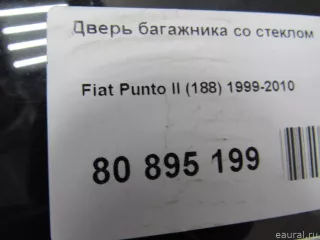 Дверь багажника со стеклом
Fiat Punto II (188) 1999-2010
80 895 199
eaural.ru